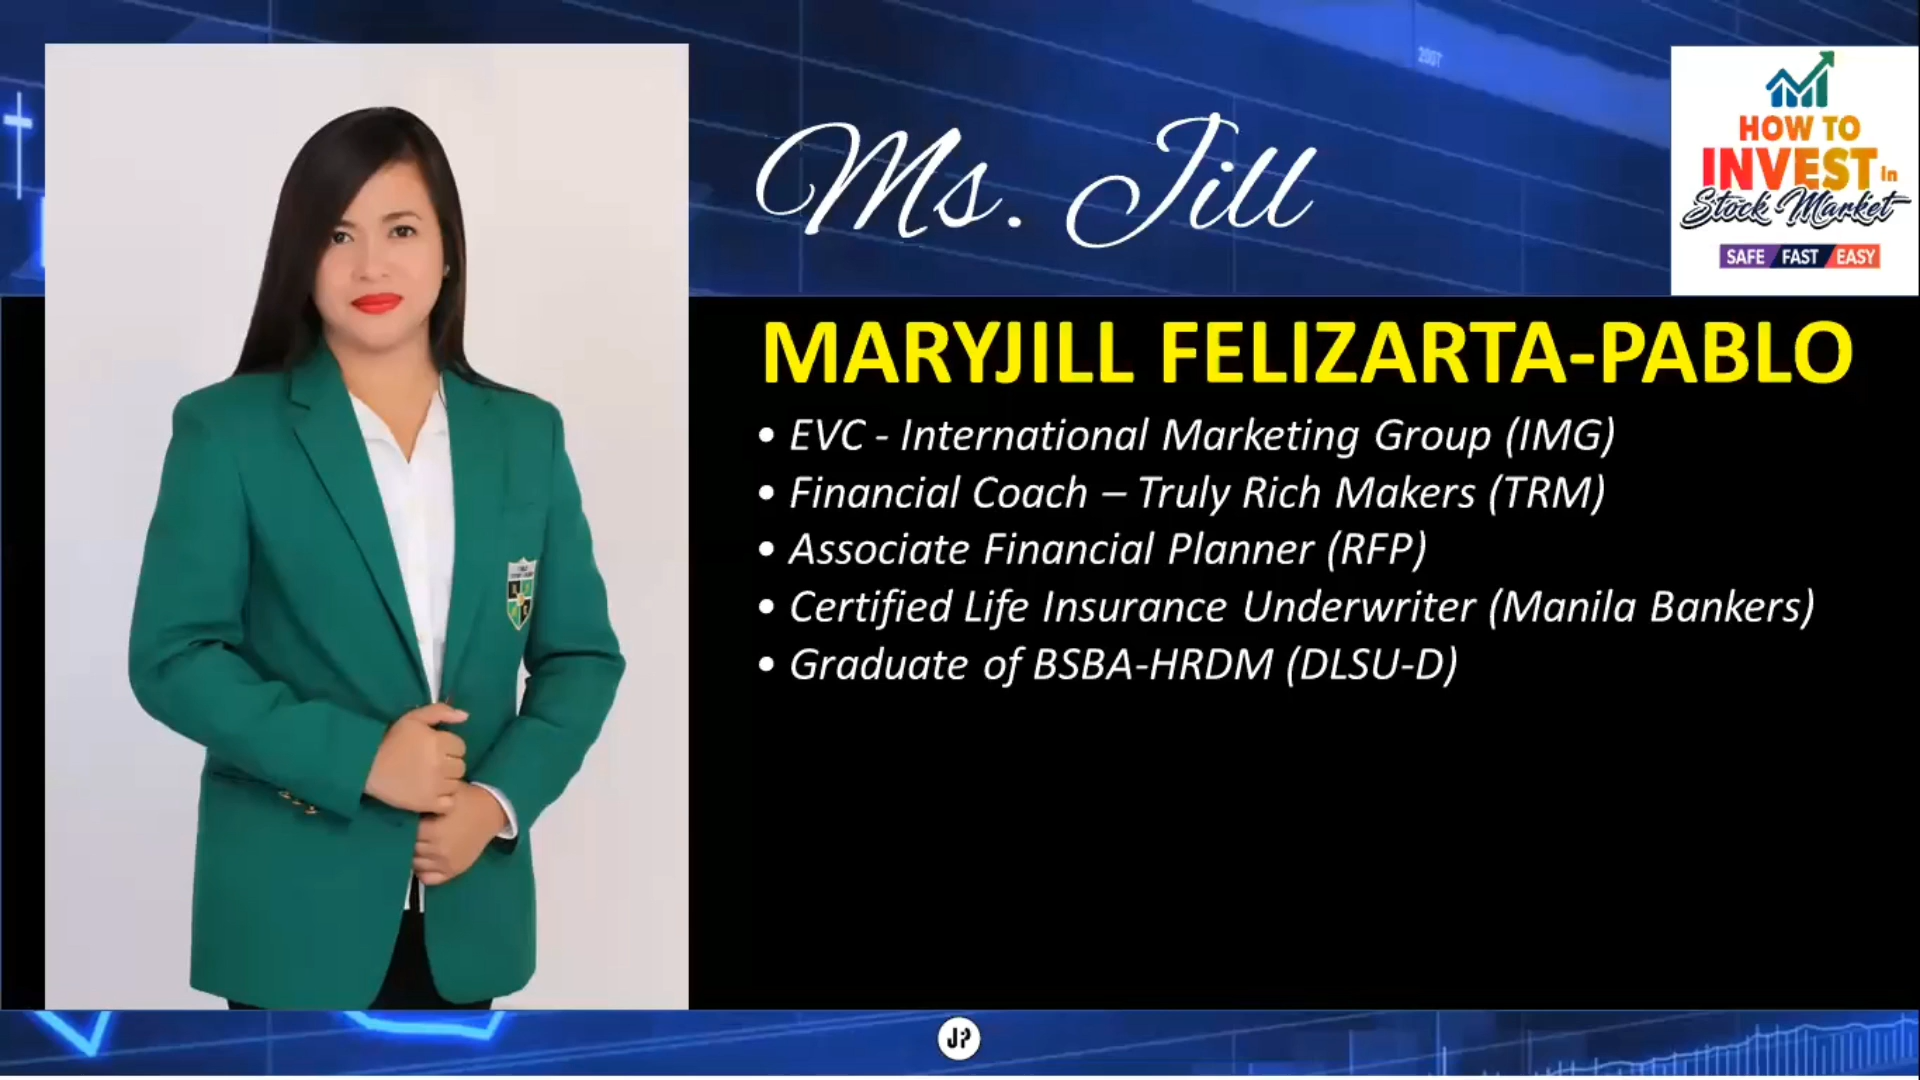 2007
Ms. Jill
HOW TO
INVEST In
Stock Market
SAFE FAST EASY
MARYJILL FELIZARTA-PABLO
• EVC - International Marketing Group (IMG)
• Financial Coach – Truly Rich Makers (TRM)
• Associate Financial Planner (RFP)
• Certified Life Insurance Underwriter (Manila Bankers)
• Graduate of BSBA-HRDM (DLSU-D)
JP